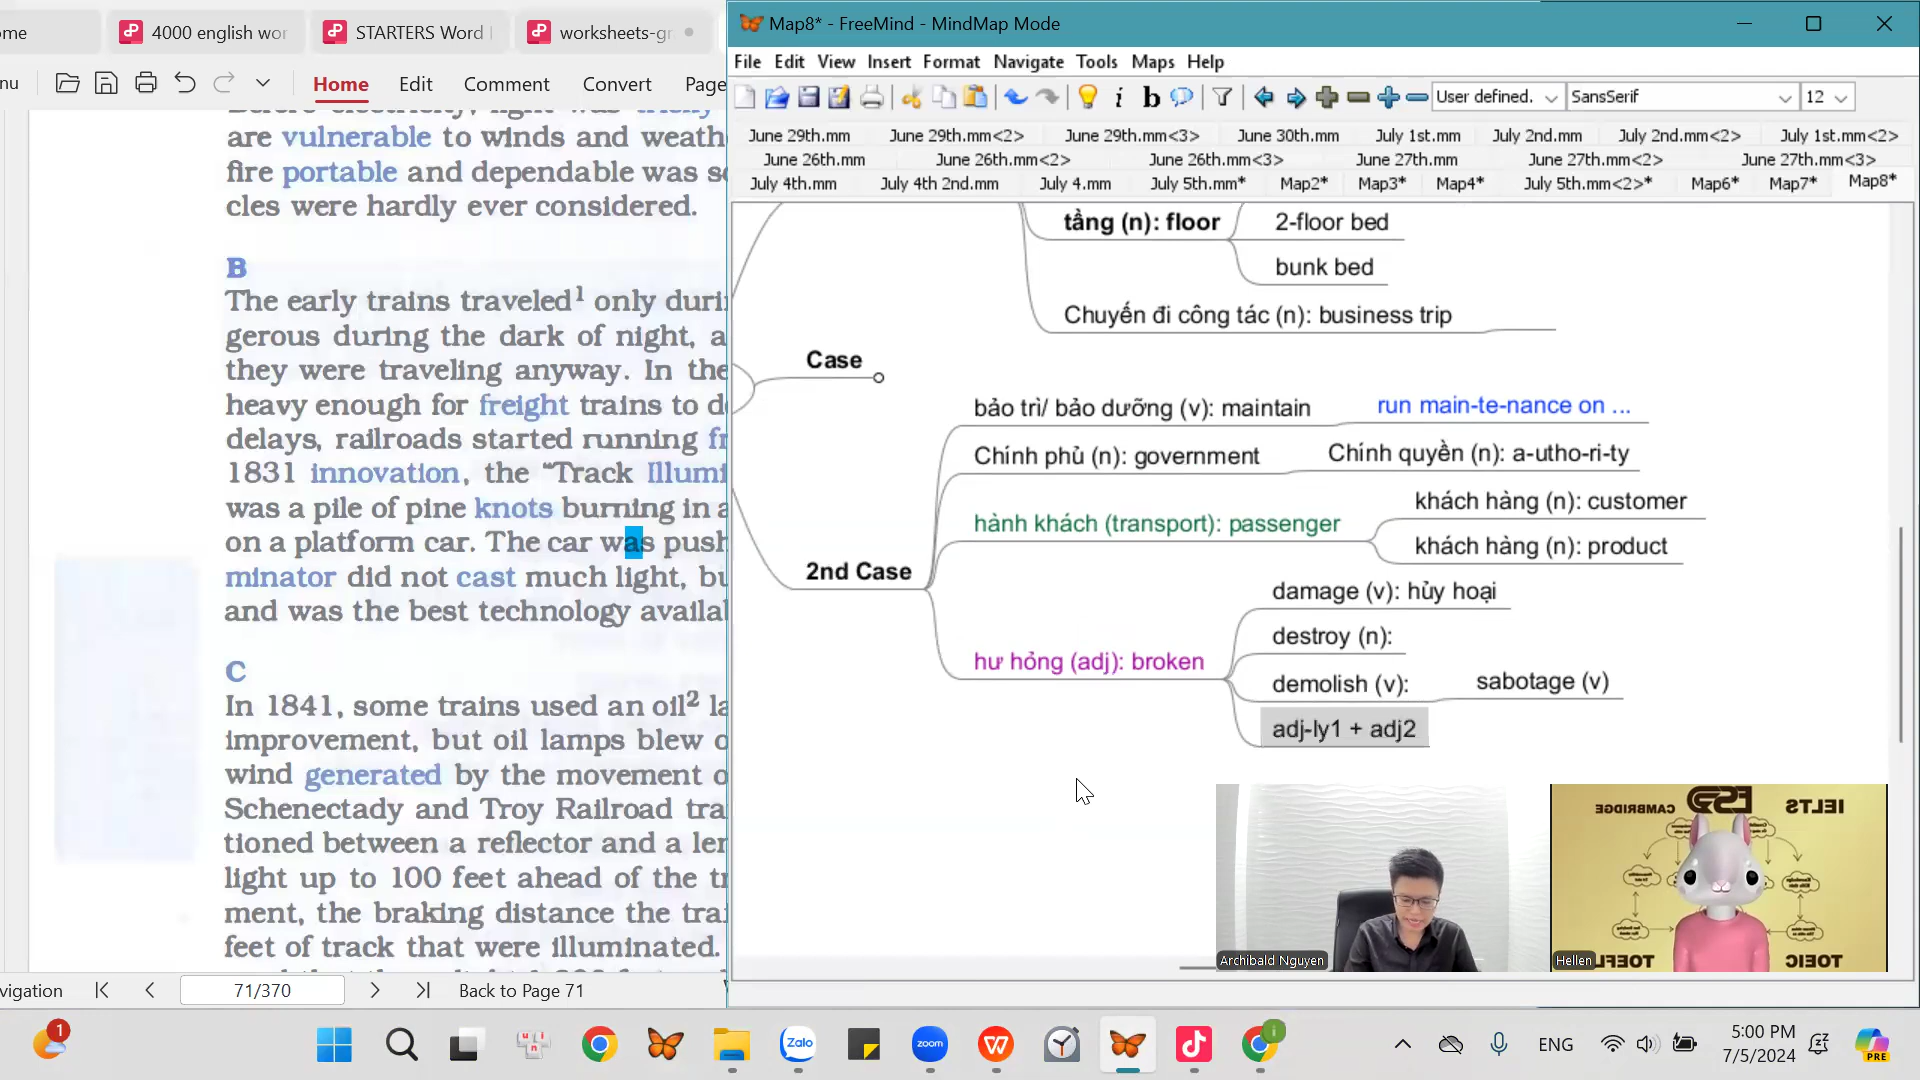 ome
4000 english wor
STARTERS Word
worksheets-gr
nu
Home Edit Comment Convert Page
are vulnerable to winds and weath
fire portable and dependable was so
cles were hardly ever considered.
B
The early trains traveled1 only duri
gerous during the dark of night, a
they were traveling anyway. In the
heavy enough for freight trains to d
delays, railroads started running fr
1831 innovation, the “Track Illumi
was a pile of pine knots burning in a
on a platform car. The car was push
minator did not cast much light, bu
and was the best technology availa
C
In 1841, some trains used an oil2 la
improvement, but oil lamps blew o
wind generated by the movement o
Schenectady and Troy Railroad tra
tioned between a reflector and a len
light up to 100 feet ahead of the tr
ment, the braking distance the trai
feet of track that were illuminated.
vigation 71/370 Back to Page 71
Map8* - FreeMind - MindMap Mode
File Edit View Insert Format Navigate Tools Maps Help
User defined. SansSerif 12
June 29th.mm June 29th.mm<2> June 29th.mm<3> June 30th.mm July 1st.mm July 2nd.mm July 2nd.mm<2> July 1st.mm<2>
June 26th.mm June 26th.mm<2> June 26th.mm<3> June 27th.mm June 27th.mm<2> June 27th.mm<3>
July 4th.mm July 4th 2nd.mm July 4.mm July 5th.mm* Map2* Map3* Map4* July 5th.mm<2>* Map6* Map7* Map8*
tầng (n): floor
2-floor bed
bunk bed
Chuyến đi công tác (n): business trip
Case
bảo trì/ bảo dưỡng (v): maintain
run main-te-nance on ...
Chính phủ (n): government
Chính quyền (n): a-utho-ri-ty
hành khách (transport): passenger
khách hàng (n): customer
khách hàng (n): product
2nd Case
damage (v): hủy hoại
destroy (n):
hư hỏng (adj): broken
demolish (v):
sabotage (v)
adj-ly1 + adj2
Archibald Nguyen
CAMBRIDGE
IELTS
TOEFL
TOEIC
Hellen
1
Zalo
zoom
ENG
5:00 PM
7/5/2024
PRE